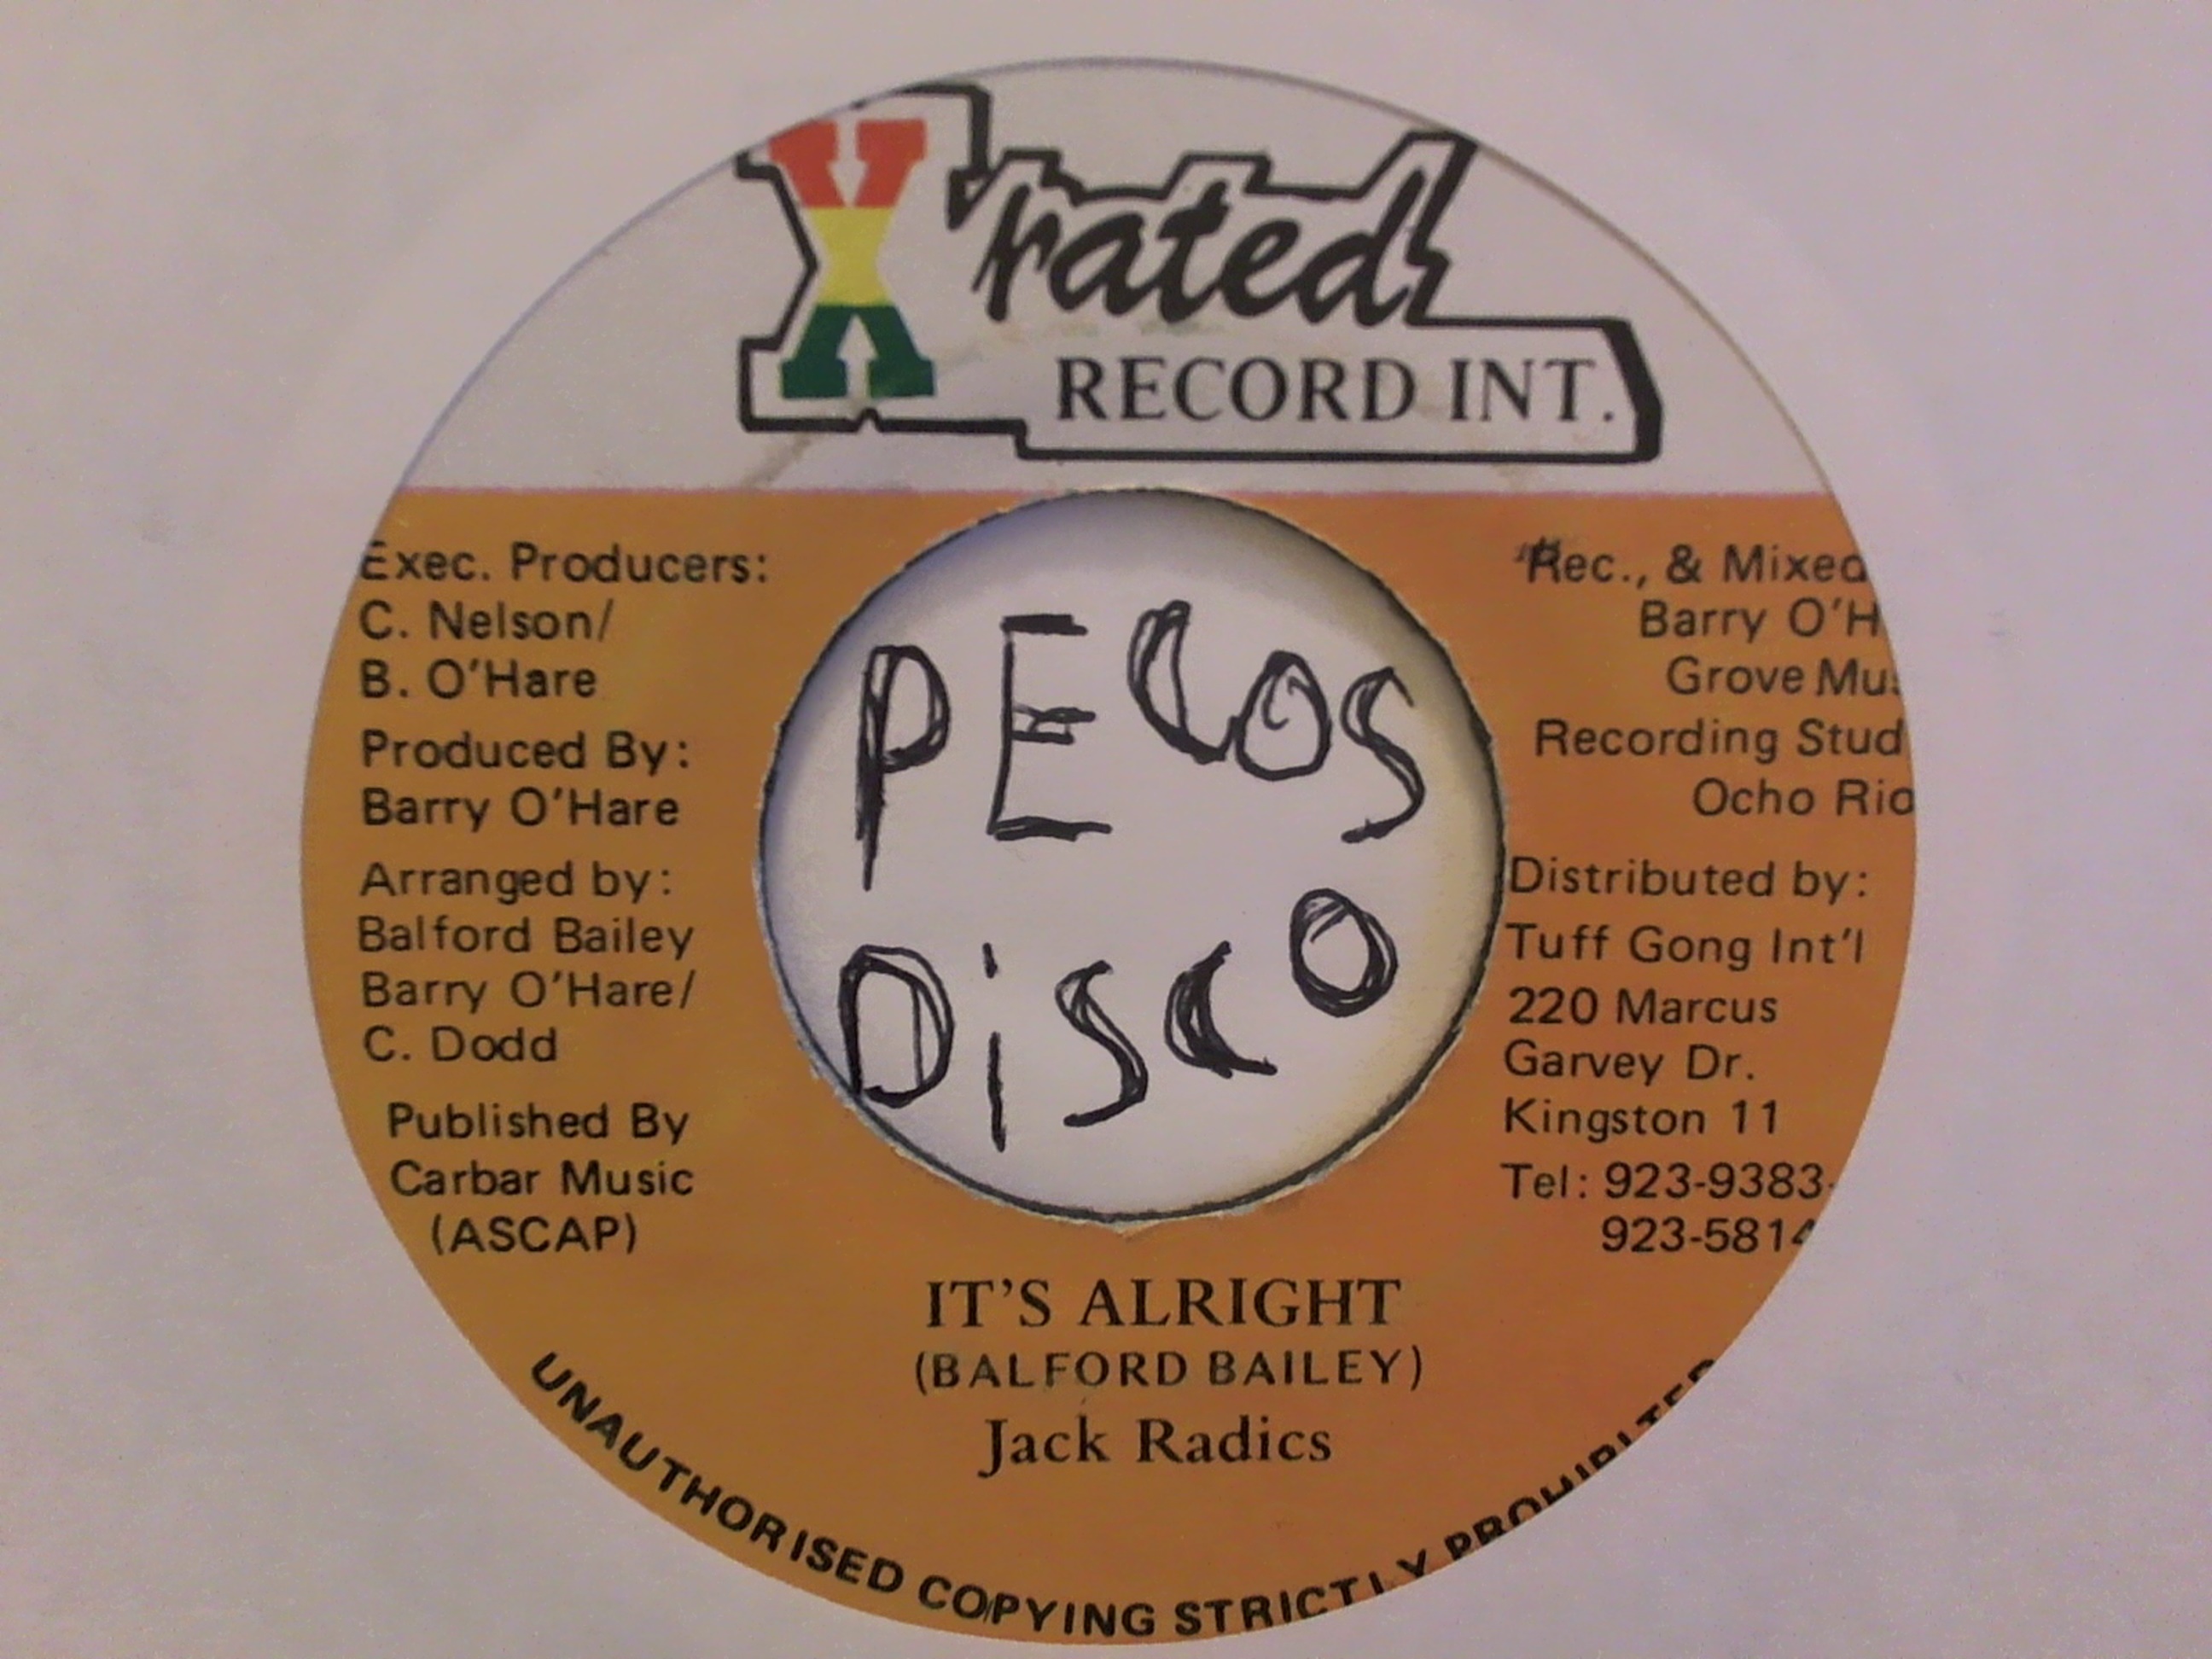 X rated
RECORD INT.
Exec. Producers:
C. Nelson/
B. O'Hare
Produced By:
Barry O'Hare
Arranged by:
Balford Bailey
Barry O'Hare/
C. Dodd
Published By
Carbar Music
(ASCAP)
PECOS
DiSCO
Rec., & Mixed
Barry O'H
Grove Mus
Recording Stud
Ocho Rio
Distributed by:
Tuff Gong Int'l
220 Marcus
Garvey Dr.
Kingston 11
Tel: 923-9383-
923-5814
IT'S ALRIGHT
(BALFORD BAILEY)
Jack Radics
UNAUTHORISED COPYING STRICTLY PROHIBITED